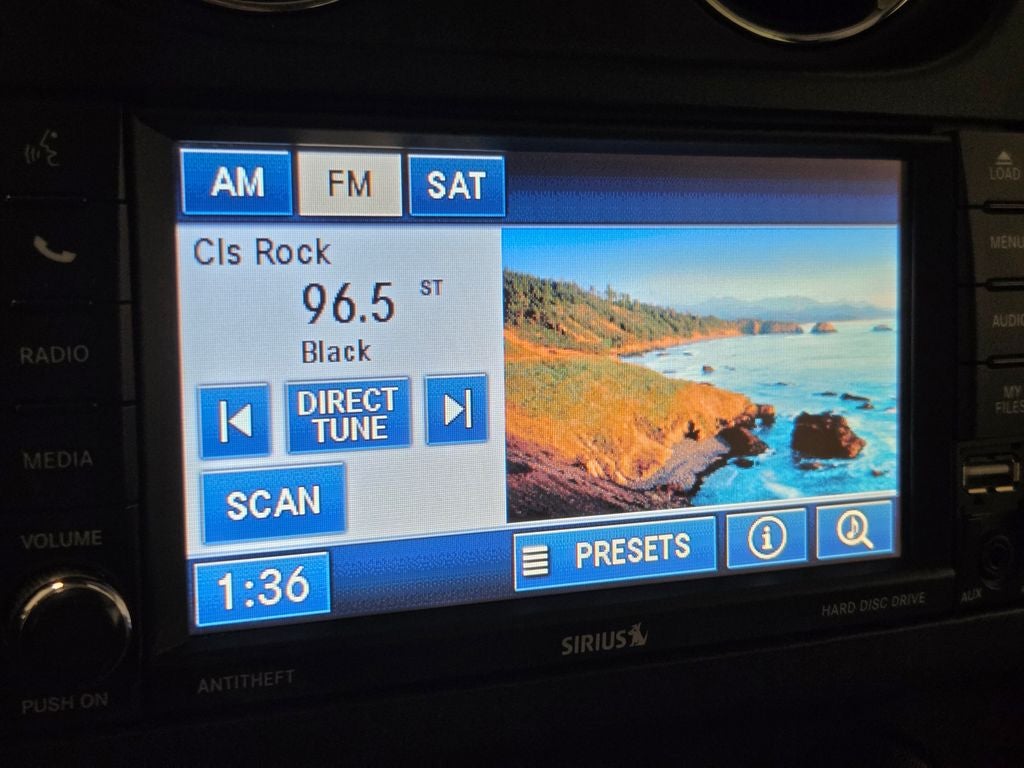 AM FM SAT
Cls Rock
96.5 ST
Black
DIRECT
TUNE
SCAN
1:36
PRESETS
RADIO
MEDIA
VOLUME
PUSH ON
ANTITHEFT
SIRIUS
HARD DISC DRIVE
LOAD
MENU
AUDIO
MY
FILES
AUX